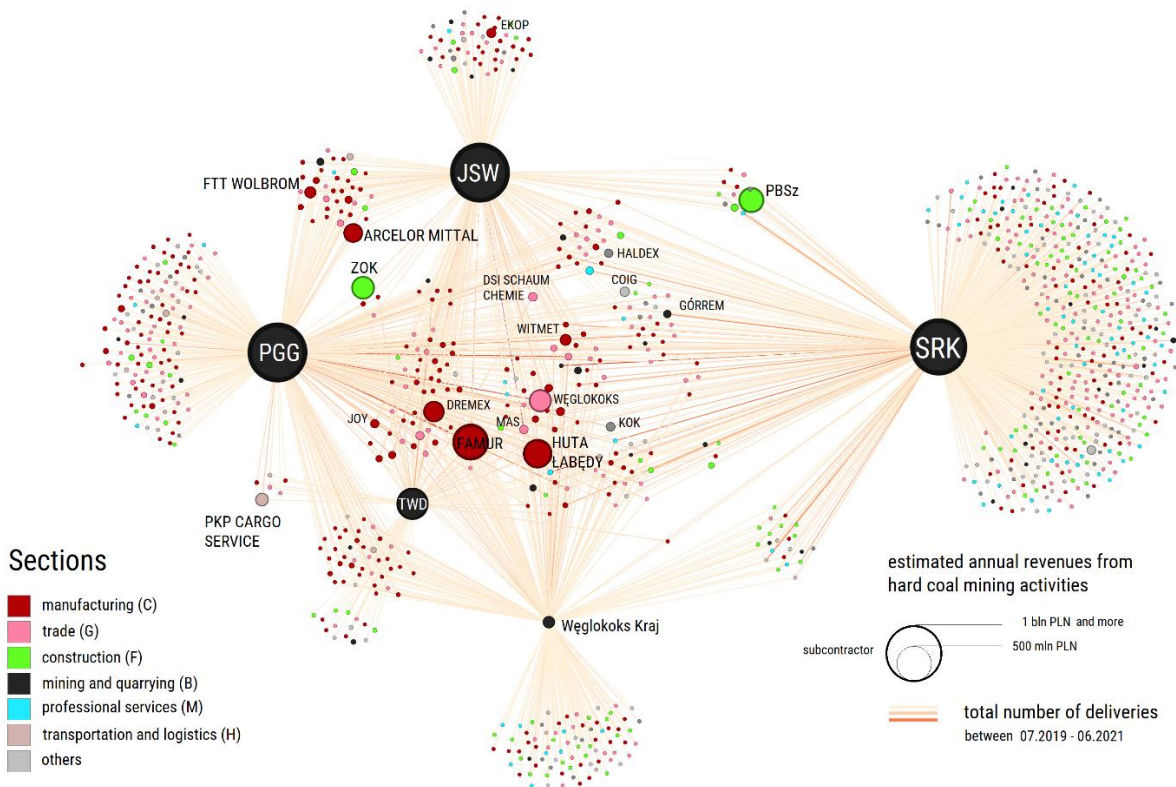 EKOP
JSW
FTT WOLBROM
PBSz
ARCELOR MITTAL
HALDEX
ZOK
DSI SCHAUM
CHEMIE
COIG
GÓRREM
WITMET
PGG
SRK
WĘGLOKOKS
DREMEX
JOY
MAS
KOK
FAMUR
HUTA
ŁABĘDY
TWD
PKP CARGO
SERVICE
Węglokoks Kraj
Sections
manufacturing (C)
trade (G)
construction (F)
mining and quarrying (B)
professional services (M)
transportation and logistics (H)
others
estimated annual revenues from
hard coal mining activities
1 bln PLN and more
500 mln PLN
subcontractor
total number of deliveries
between 07.2019 - 06.2021